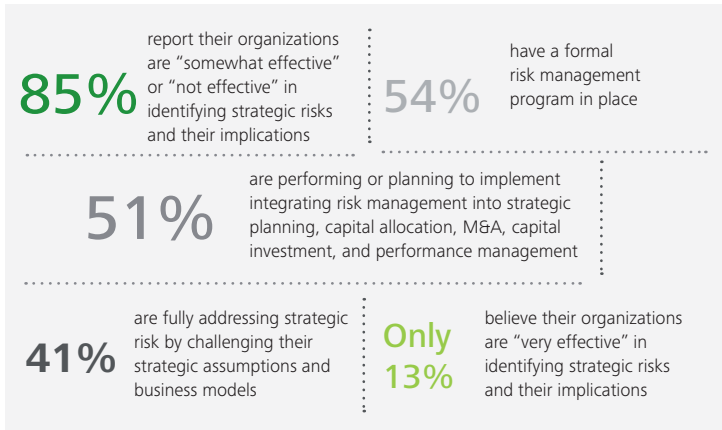 85%
report their organizations
are “somewhat effective”
or “not effective” in
identifying strategic risks
and their implications
54%
have a formal
risk management
program in place
51%
are performing or planning to implement
integrating risk management into strategic
planning, capital allocation, M&A, capital
investment, and performance management
41%
are fully addressing strategic
risk by challenging their
strategic assumptions and
business models
Only
13%
believe their organizations
are “very effective” in
identifying strategic risks
and their implications